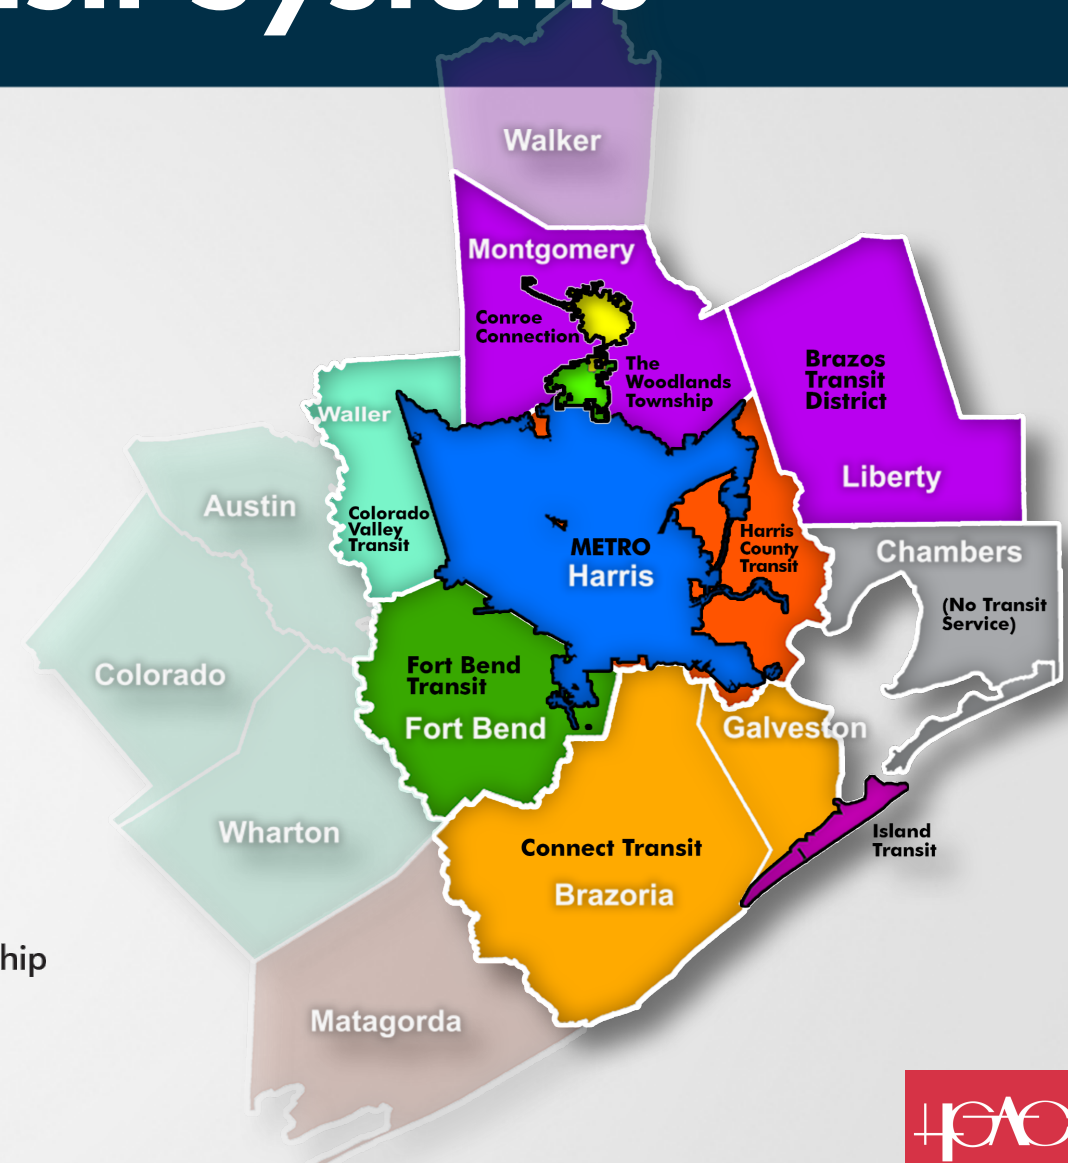 Systems
Walker
Montgomery
Conroe
Connection
The
Woodlands
Township
Brazos
Transit
District
Waller
Liberty
Austin
Colorado
Valley
Transit
METRO
Harris
Harris
County
Transit
Chambers
(No Transit
Service)
Colorado
Fort Bend
Transit
Fort Bend
Galveston
Wharton
Connect Transit
Island
Transit
Brazoria
hip
Matagorda
HGAC